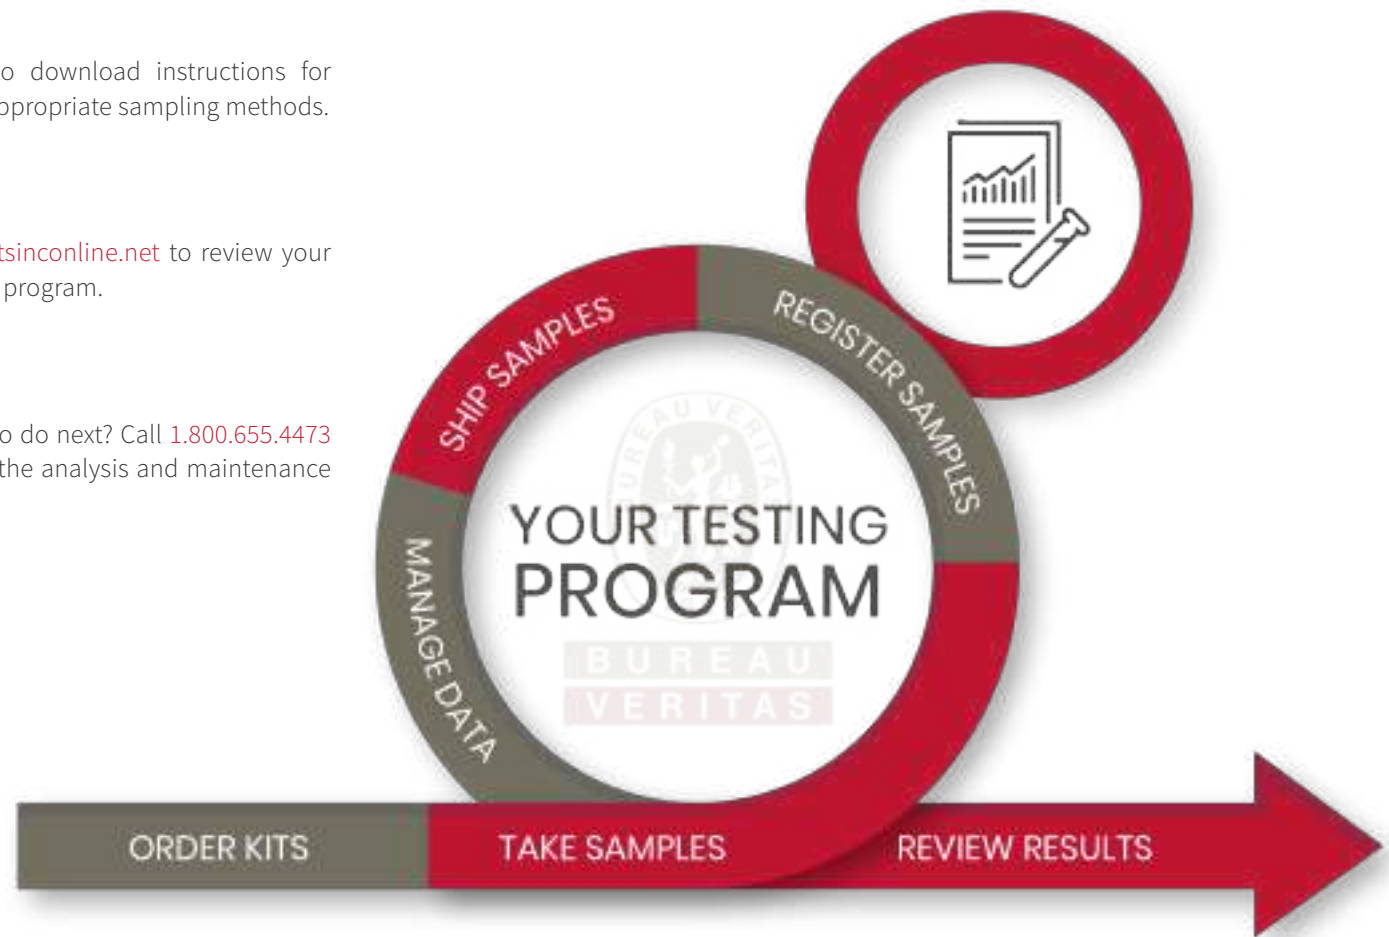 o download instructions for
ppropriate sampling methods.
tsinconline.net to review your
program.
o do next? Call 1.800.655.4473
the analysis and maintenance
SHIP SAMPLES
REGISTER SAMPLES
MANAGE DATA
BUREAU VERITAS
YOUR TESTING
PROGRAM
BUREAU
VERITAS
ORDER KITS
TAKE SAMPLES
REVIEW RESULTS